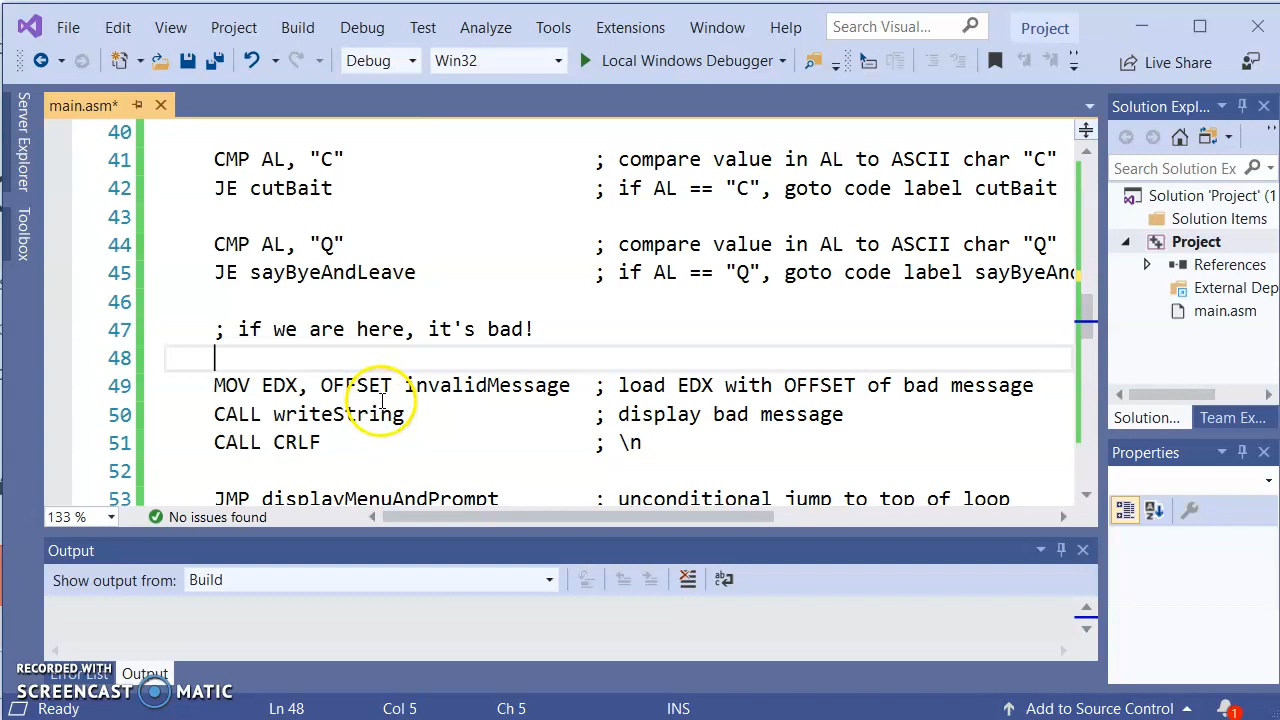 File Edit View Project Build Debug Test Tools Analyze Extensions Window Help Search Visual... Project
Debug Win32 Local Windows Debugger Live Share
Server Explorer
Toolbox
main.asm*
40
41 CMP AL, "C" ; compare value in AL to ASCII char "C"
42 JE cutBait ; if AL == "C", goto code label cutBait
43
44 CMP AL, "Q" ; compare value in AL to ASCII char "Q"
45 JE sayByeAndLeave ; if AL == "Q", goto code label sayByeAnd
46
47 ; if we are here, it's bad!
48
49 MOV EDX, OFFSET invalidMessage ; load EDX with OFFSET of bad message
50 CALL writeString ; display bad message
51 CALL CRLF ; \n
52
53 JMP displayMenuAndPrompt ; unconditional jump to top of loop
133 % No issues found
Output
Show output from: Build
Error List Output
RECORDED WITH
SCREENCAST MATIC
Ready Ln 48 Col 5 Ch 5 INS Add to Source Control 1
Solution Expl...
Search Solution Ex
Solution 'Project' (1
Solution Items
Project
References
External Dep
main.asm
Solution... Team Ex...
Properties